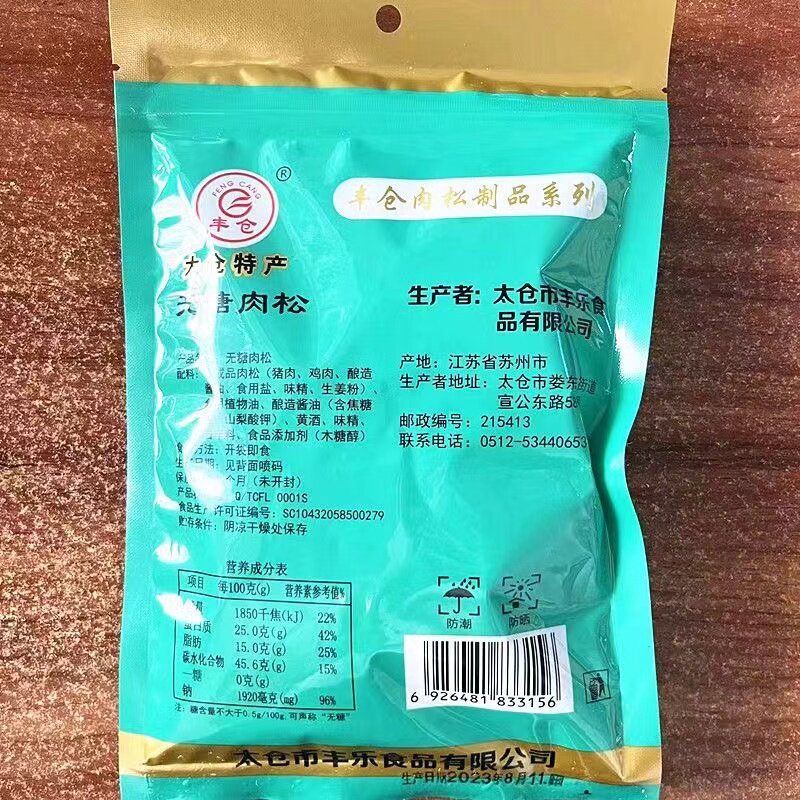 FENG CANG
丰仓
®
丰仓肉松制品系列
太仓特产
无糖肉松
无糖肉松
配料: 成品肉松（猪肉、鸡肉、酿造
酱油、食用盐、味精、生姜粉）、
食用植物油、酿造酱油（含焦糖
山梨酸钾）、黄酒、味精、
食品添加剂（木糖醇）
方法: 开袋即食
生产日期: 见背面喷码
个月（未开封）
Q/TCFL 0001S
食品生产许可证编号: SC10432058500279
贮存条件: 阴凉干燥处保存
生产者: 太仓市丰乐食
品有限公司
产地: 江苏省苏州市
生产者地址: 太仓市娄东街道
宣公东路58
邮政编号: 215413
联系电话: 0512-53440653
营养成分表
项目 每100克(g) 营养素参考值%
1850千焦(kJ) 22%
蛋白质 25.0克(g) 42%
脂肪 15.0克(g) 25%
碳水化合物 45.6克(g) 15%
一糖 0克(g)
钠 1920毫克(mg) 96%
注: 糖含量不大于0.5g/100g,可声称“无糖”
防潮 防晒
6 926481 833156
太仓市丰乐食品有限公司
生产日期2023年8月11日